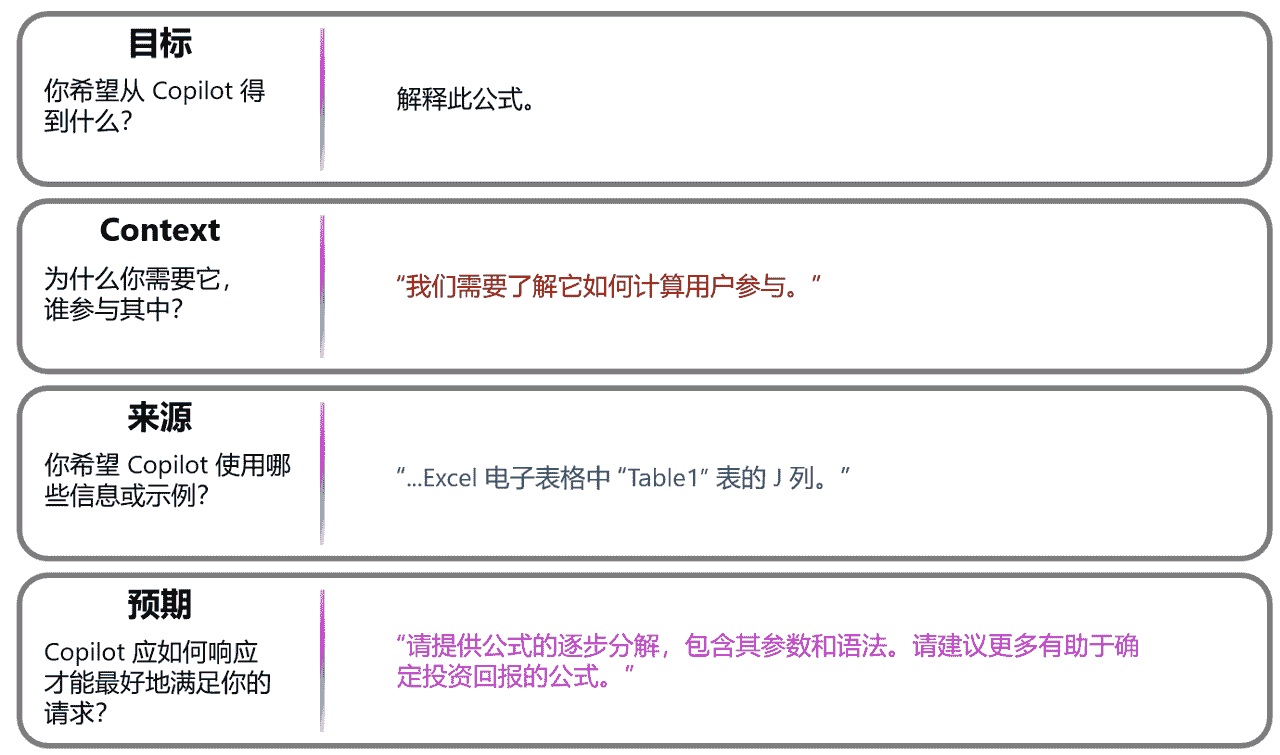 目标
你希望从 Copilot 得
到什么？
解释此公式。
Context
为什么你需要它，
谁参与其中？
“我们需要了解它如何计算用户参与。”
来源
你希望 Copilot 使用哪
些信息或示例？
“...Excel 电子表格中 “Table1” 表的 J 列。”
预期
Copilot 应如何响应
才能最好地满足你的
请求？
“请提供公式的逐步分解，包含其参数和语法。请建议更多有助于确
定投资回报的公式。”